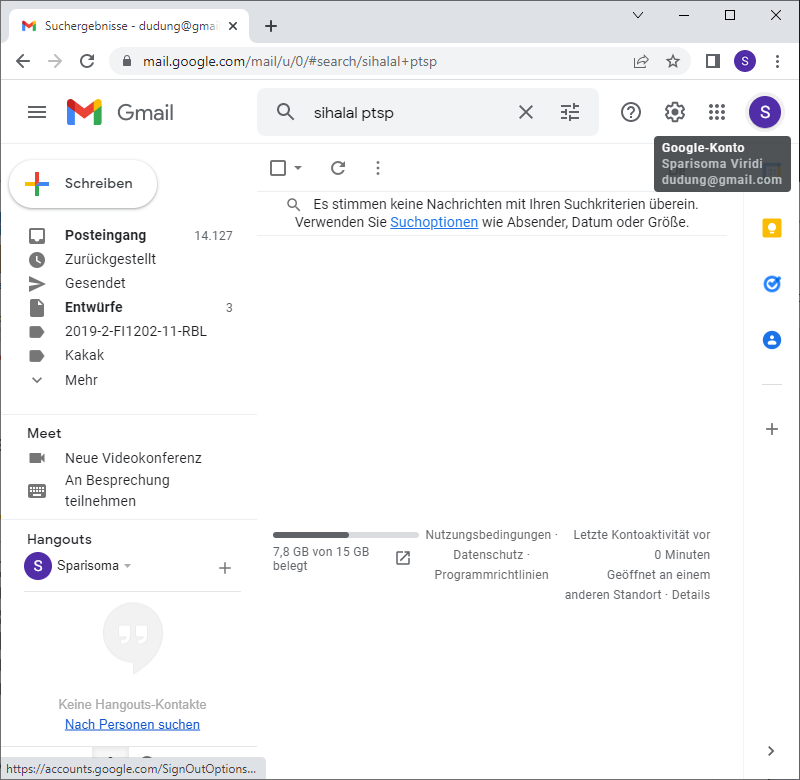 Suchergebnisse - dudung@gmai
mail.google.com/mail/u/0/#search/sihalal+ptsp
S
Gmail
sihalal ptsp
S
Google-Konto
Sparisoma Viridi
dudung@gmail.com
Schreiben
Es stimmen keine Nachrichten mit Ihren Suchkriterien überein.
Verwenden Sie Suchoptionen wie Absender, Datum oder Größe.
Posteingang 14.127
Zurückgestellt
Gesendet
Entwürfe 3
2019-2-FI1202-11-RBL
Kakak
Mehr
Meet
Neue Videokonferenz
An Besprechung
teilnehmen
Hangouts
S Sparisoma
Keine Hangouts-Kontakte
Nach Personen suchen
7,8 GB von 15 GB
belegt
Nutzungsbedingungen ·
Datenschutz ·
Programmrichtlinien
Letzte Kontoaktivität vor
0 Minuten
Geöffnet an einem
anderen Standort · Details
https://accounts.google.com/SignOutOptions...